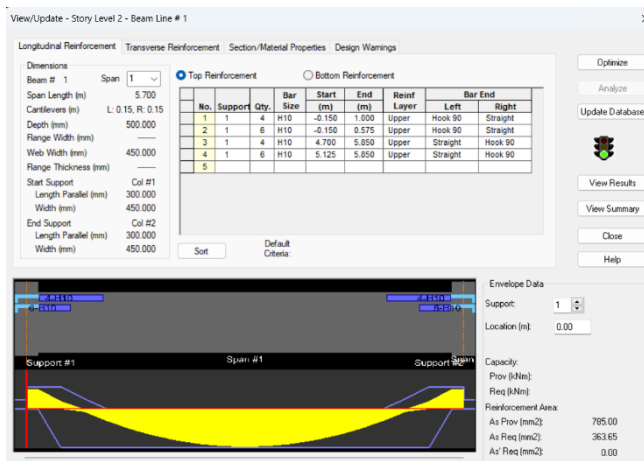 View/Update - Story Level 2 - Beam Line # 1
Longitudinal Reinforcement Transverse Reinforcement Section/Material Properties Design Warnings
Dimensions
Beam # 1 Span 1
Span Length (m) 5.700
Cantilevers (m) L: 0.15, R: 0.15
Depth (mm) 500.000
Flange Width (mm) -----
Web Width (mm) 450.000
Flange Thickness (mm) -----
Start Support Col #1
Length Parallel (mm) 300.000
Width (mm) 450.000
End Support Col #2
Length Parallel (mm) 300.000
Width (mm) 450.000
Top Reinforcement Bottom Reinforcement
No. Support Qty. Bar Size Start (m) End (m) Reinf Layer Bar End Left Right
1 1 4 H10 -0.150 1.000 Upper Hook 90 Straight
2 1 6 H10 -0.150 0.575 Upper Hook 90 Straight
3 1 4 H10 4.700 5.850 Upper Straight Hook 90
4 1 6 H10 5.125 5.850 Upper Straight Hook 90
5
Sort
Default Criteria:
Optimize
Analyze
Update Database
View Results
View Summary
Close
Help
4-H10 4-H10
6-H10 6-H10
Support #1 Span #1 Support #2
Envelope Data
Support: 1
Location (m): 0.00
Capacity:
Prov (kNm):
Req (kNm):
Reinforcement Area:
As Prov (mm2): 785.00
As Req (mm2): 363.65
As' Req (mm2): 0.00